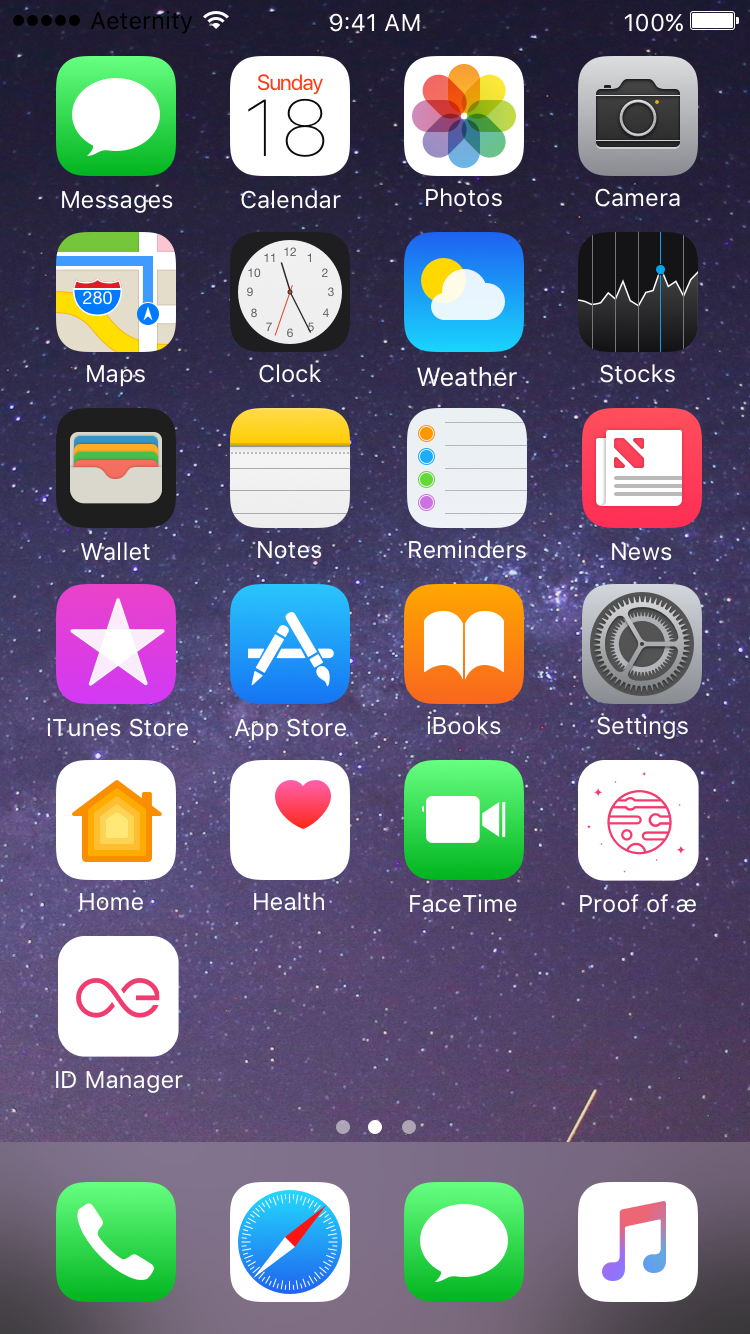 Aeternity 9:41 AM 100%
Sunday
18
Messages Calendar Photos Camera
280
12
11 1
10 2
9 3
8 4
7 5
6
Maps Clock Weather Stocks
Wallet Notes Reminders News
iTunes Store App Store iBooks Settings
Home Health FaceTime Proof of æ
æ
ID Manager